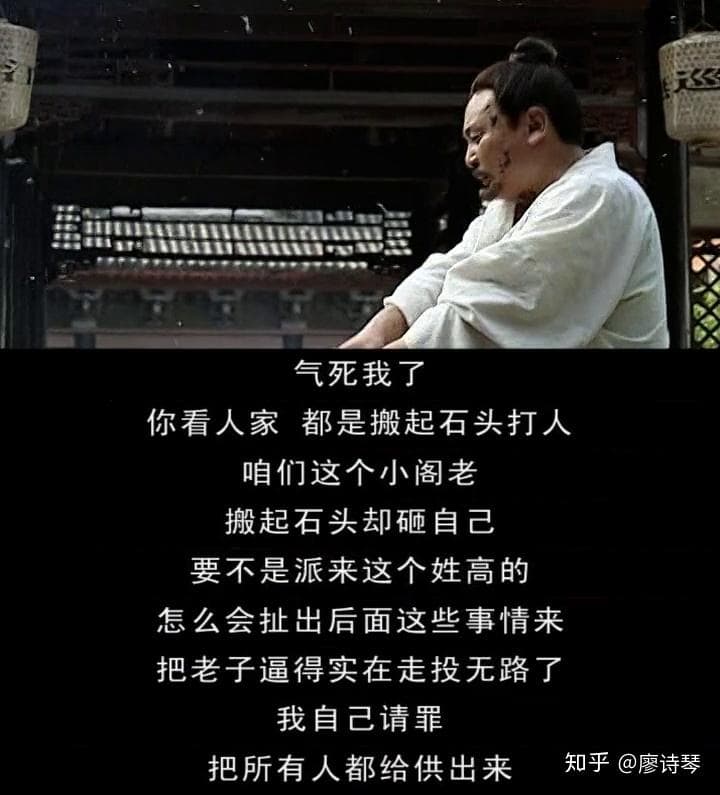 气死我了
你看人家 都是搬起石头打人
咱们这个小阁老
搬起石头却砸自己
要不是派来这个姓高的
怎么会扯出后面这些事情来
把老子逼得实在走投无路了
我自己请罪
把所有人都给供出来
知乎 @廖诗琴